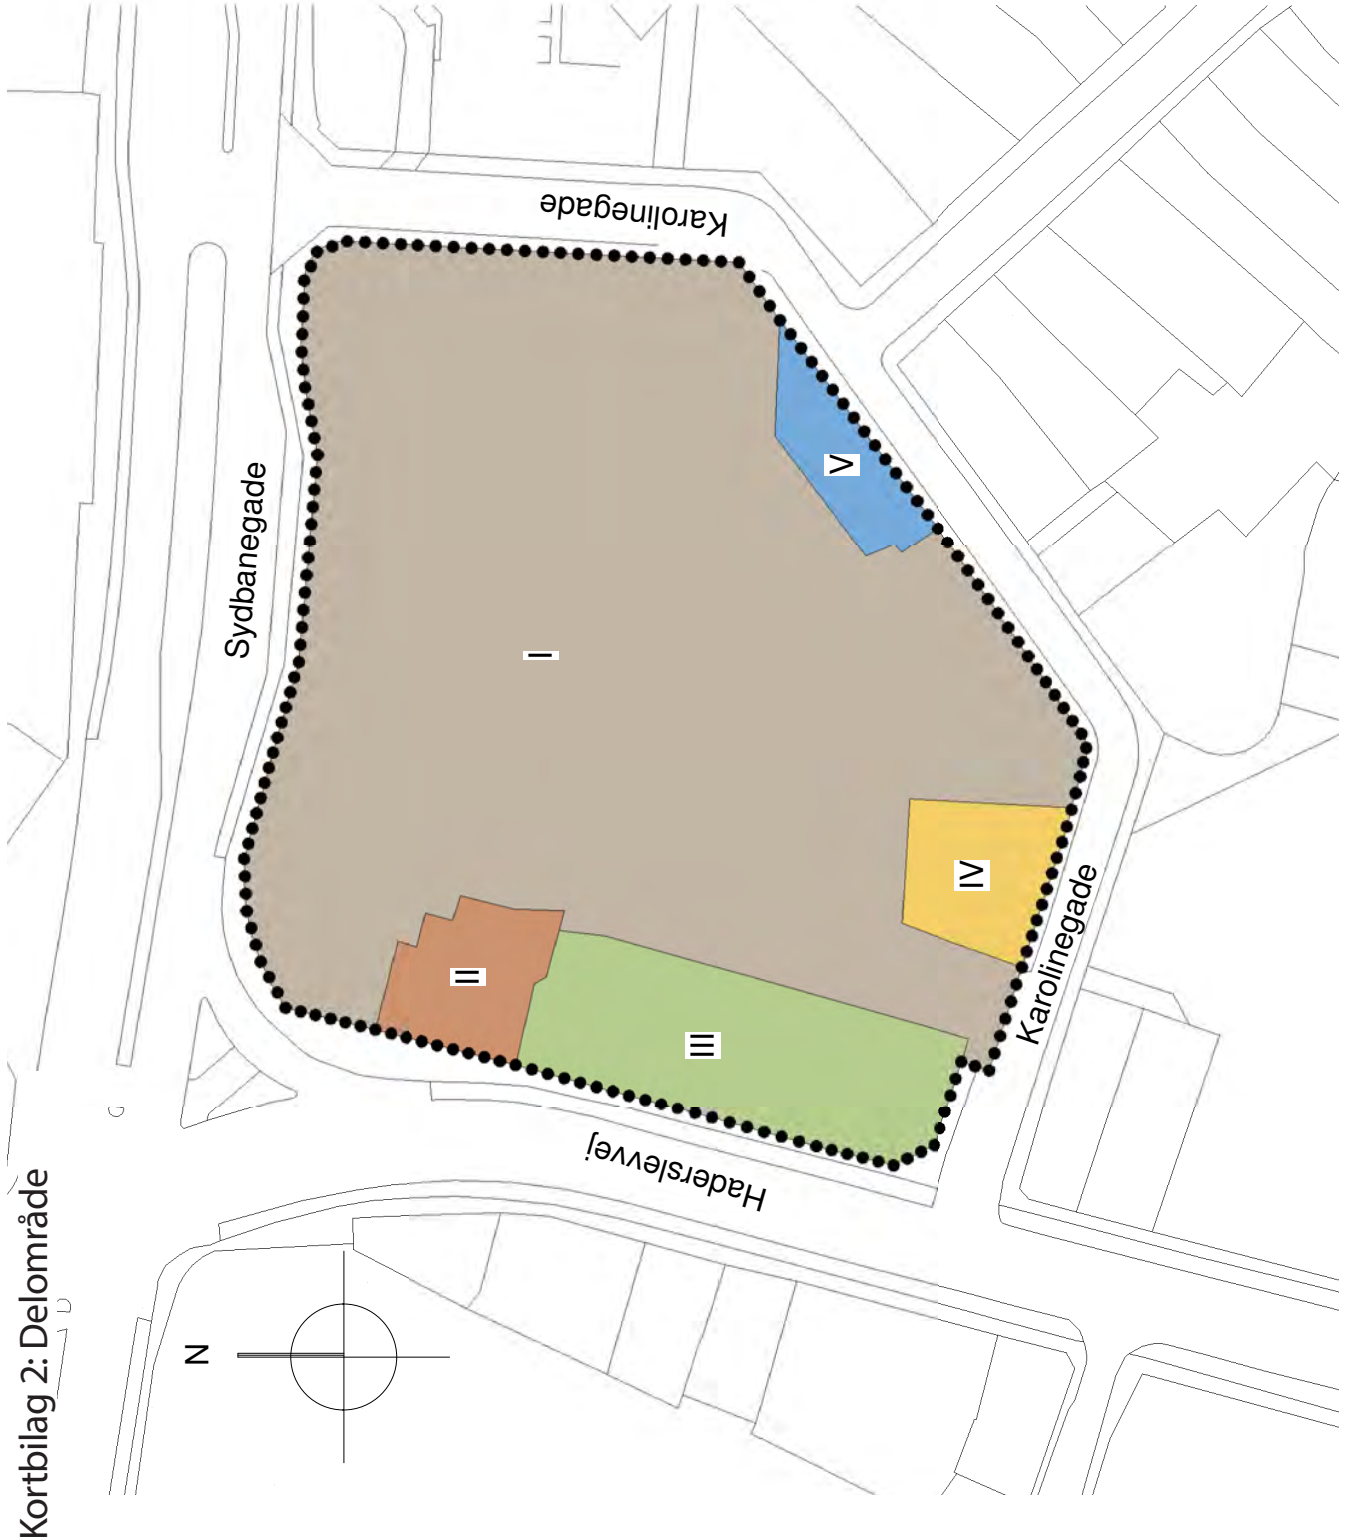 Kortbilag 2: Delområde
N
Sydbanegade
Karolinegade
Haderslevvej
Karolinegade
I
II
III
IV
V